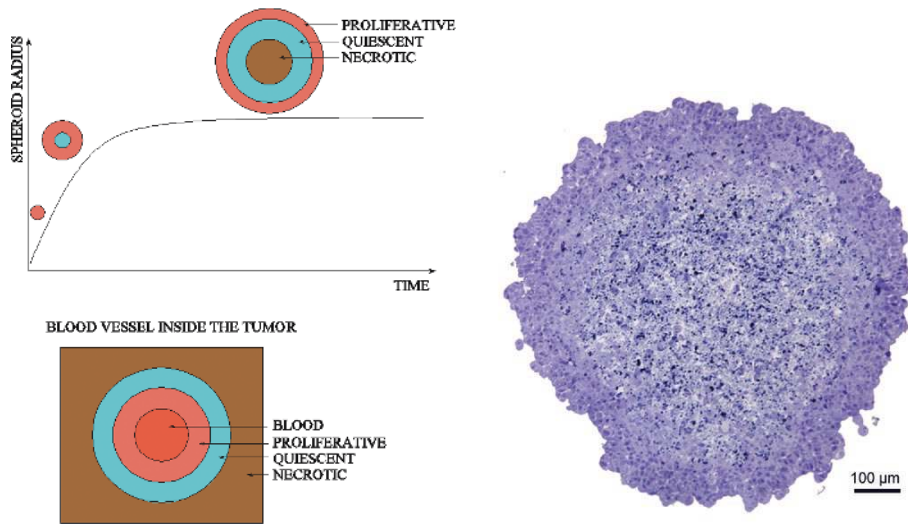 PROLIFERATIVE
QUIESCENT
NECROTIC
SPHEROID RADIUS
TIME
BLOOD VESSEL INSIDE THE TUMOR
BLOOD
PROLIFERATIVE
QUIESCENT
NECROTIC
100 µm